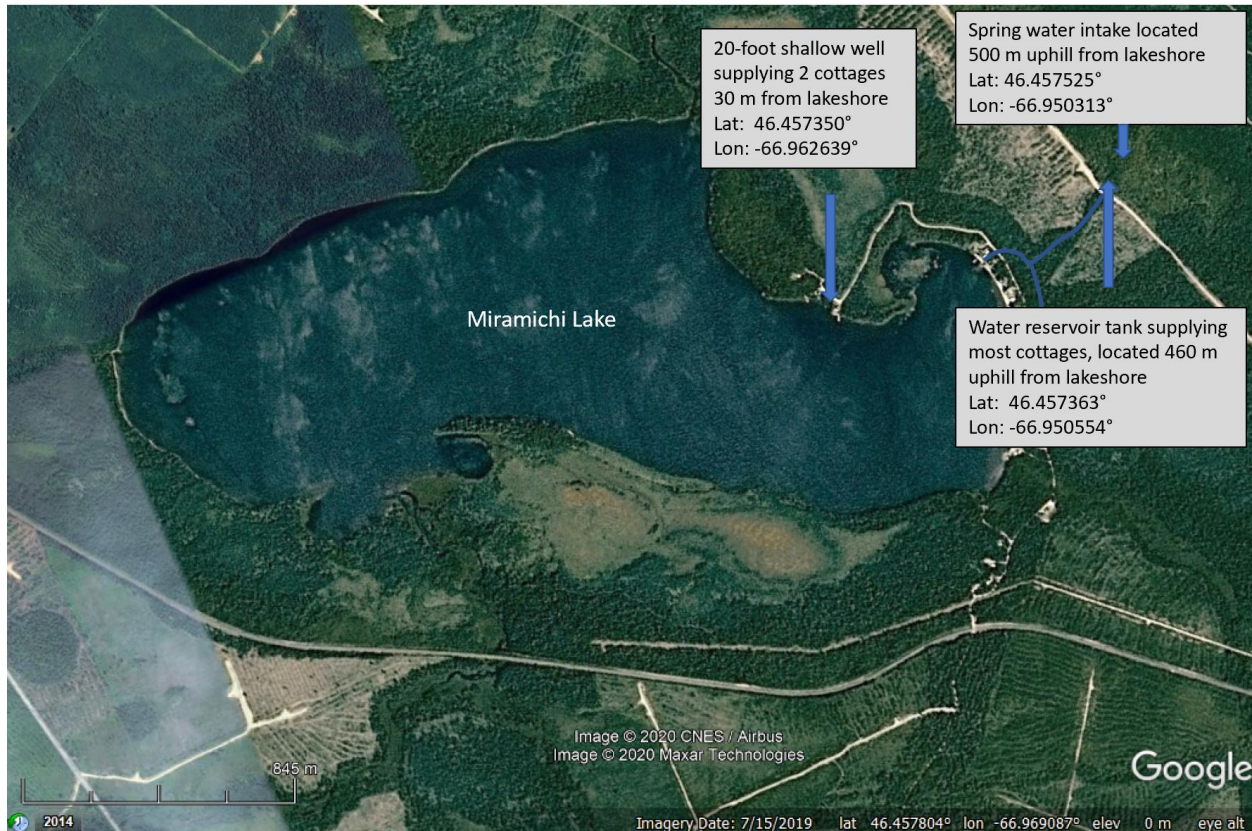 20-foot shallow well
supplying 2 cottages
30 m from lakeshore
Lat:  46.457350°
Lon: -66.962639°
Spring water intake located
500 m uphill from lakeshore
Lat: 46.457525°
Lon: -66.950313°
Miramichi Lake
Water reservoir tank supplying
most cottages, located 460 m
uphill from lakeshore
Lat:  46.457363°
Lon: -66.950554°
Image © 2020 CNES / Airbus
Image © 2020 Maxar Technologies
845 m
Google
2014
Imagery Date: 7/15/2019    lat  46.457804°  lon  -66.969087°  elev    0 m    eye alt